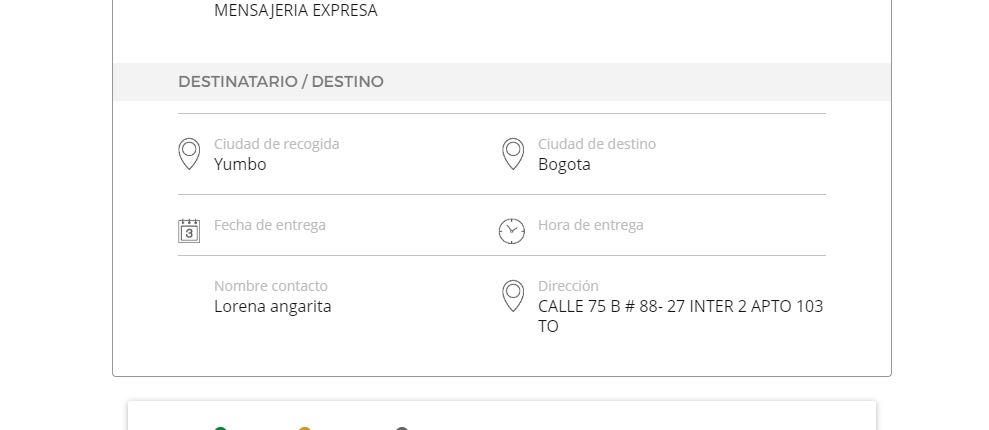 MENSAJERIA EXPRESA
DESTINATARIO / DESTINO
Ciudad de recogida
Yumbo
Ciudad de destino
Bogota
3
Fecha de entrega
Hora de entrega
Nombre contacto
Lorena angarita
Dirección
CALLE 75 B # 88- 27 INTER 2 APTO 103
TO